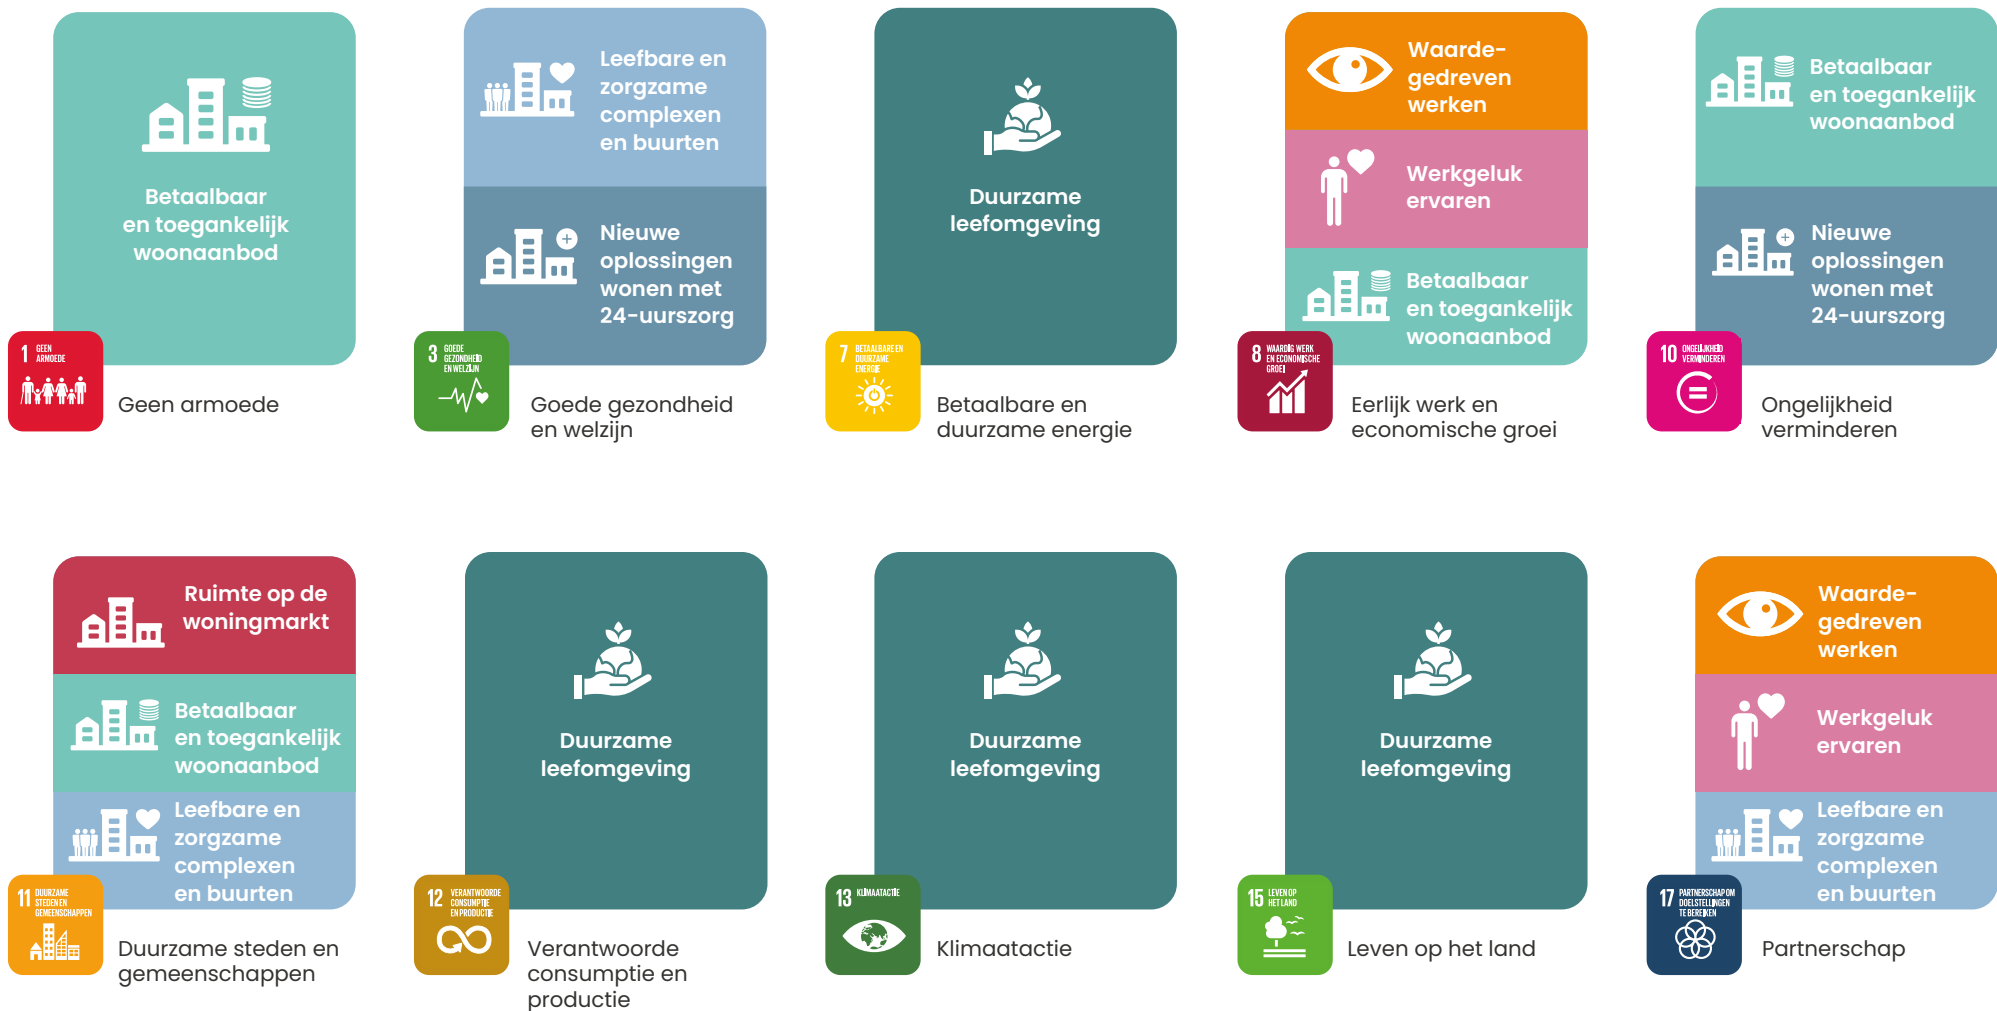 Betaalbaar
en toegankelijk
woonaanbod
1 GEEN
ARMOEDE
Geen armoede
Leefbare en
zorgzame
complexen
en buurten
Nieuwe
oplossingen
wonen met
24-uurszorg
3 GOEDE
GEZONDHEID
EN WELZIJN
Goede gezondheid
en welzijn
Duurzame
leefomgeving
7 BETAALBARE EN
DUURZAME
ENERGIE
Betaalbare en
duurzame energie
Waarde-
gedreven
werken
Werkgeluk
ervaren
Betaalbaar
en toegankelijk
woonaanbod
8 WAARDIG WERK
EN ECONOMISCHE
GROEI
Eerlijk werk en
economische groei
Betaalbaar
en toegankelijk
woonaanbod
Nieuwe
oplossingen
wonen met
24-uurszorg
10 ONGELIJKHEID
VERMINDEREN
Ongelijkheid
verminderen
Ruimte op de
woningmarkt
Betaalbaar
en toegankelijk
woonaanbod
Leefbare en
zorgzame
complexen
en buurten
11 DUURZAME
STEDEN EN
GEMEENSCHAPPEN
Duurzame steden en
gemeenschappen
Duurzame
leefomgeving
12 VERANTWOORDE
CONSUMPTIE
EN PRODUCTIE
Verantwoorde
consumptie en
productie
Duurzame
leefomgeving
13 KLIMAATACTIE
Klimaatactie
Duurzame
leefomgeving
15 LEVEN OP
HET LAND
Leven op het land
Waarde-
gedreven
werken
Werkgeluk
ervaren
Leefbare en
zorgzame
complexen
en buurten
17 PARTNERSCHAP OM
DOELSTELLINGEN
TE BEREIKEN
Partnerschap